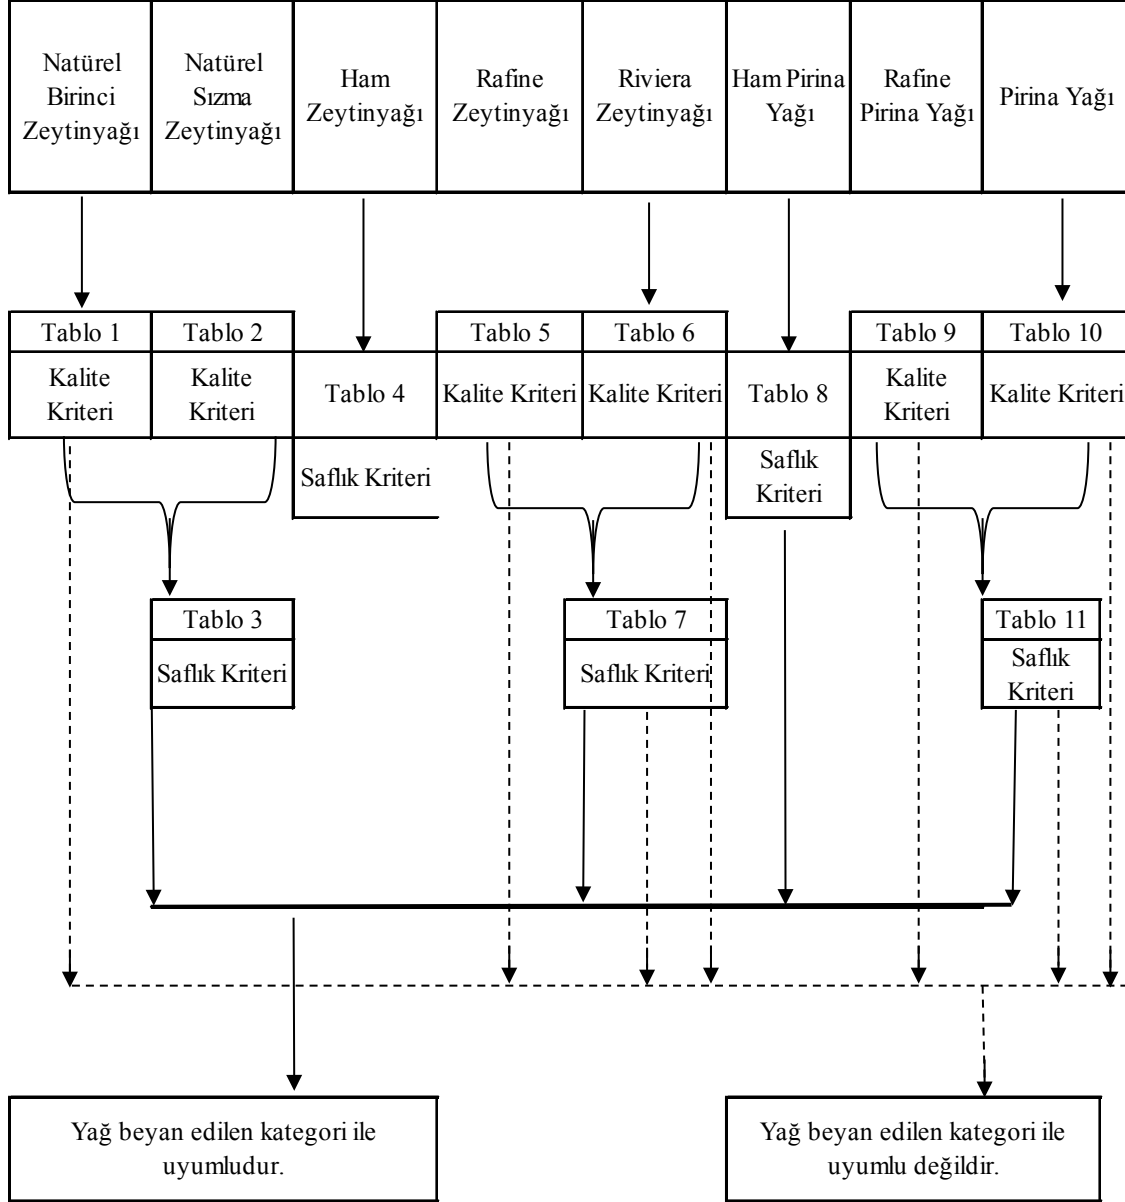 Natürel
Birinci
Zeytinyağı
Natürel
Sızma
Zeytinyağı
Ham
Zeytinyağı
Rafine
Zeytinyağı
Riviera
Zeytinyağı
Ham Pirina
Yağı
Rafine
Pirina Yağı
Pirina Yağı
Tablo 1
Tablo 2
Tablo 5
Tablo 6
Tablo 9
Tablo 10
Kalite
Kriteri
Kalite
Kriteri
Tablo 4
Kalite Kriteri
Kalite Kriteri
Tablo 8
Kalite
Kriteri
Kalite Kriteri
Saflık Kriteri
Saflık
Kriteri
Tablo 3
Saflık Kriteri
Tablo 7
Saflık Kriteri
Tablo 11
Saflık
Kriteri
Yağ beyan edilen kategori ile
uyumludur.
Yağ beyan edilen kategori ile
uyumlu değildir.